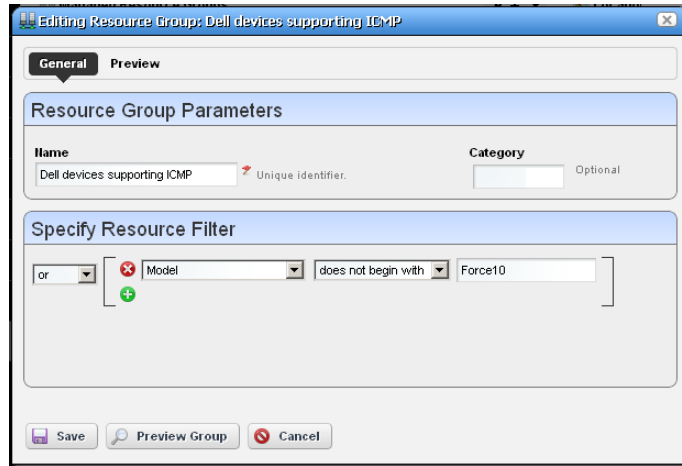 Editing Resource Group: Dell devices supporting ICMP
General Preview
Resource Group Parameters
Name Category
Dell devices supporting ICMP Unique identifier. Optional
Specify Resource Filter
or Model does not begin with Force10
Save Preview Group Cancel